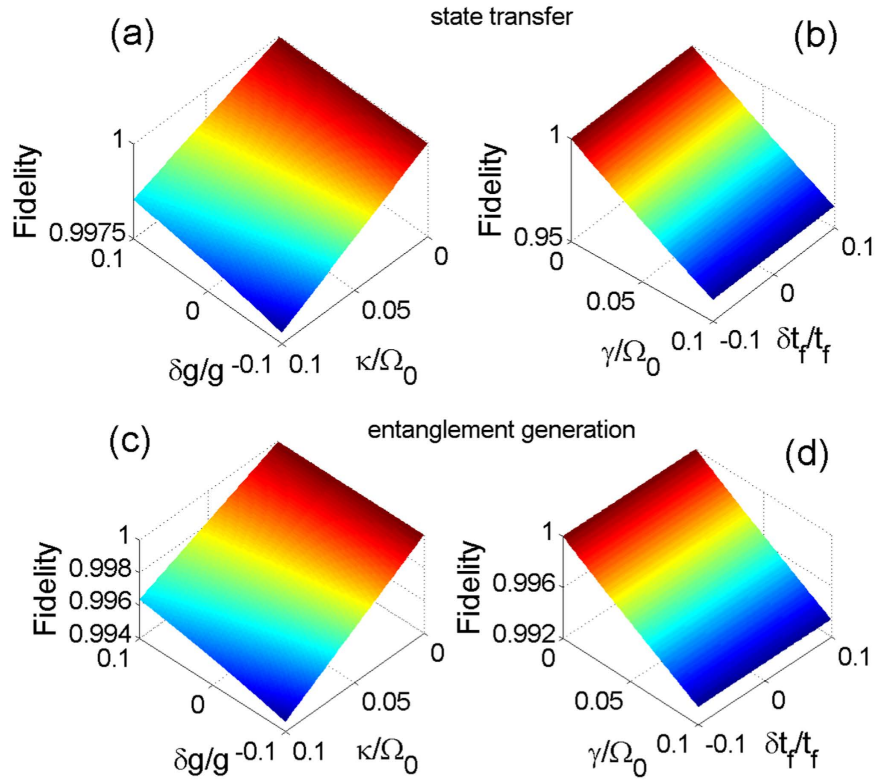 state transfer
(a)
(b)
Fidelity
1
0.9975
0.1
0
-0.1
δg/g
0.1
0.05
0
κ/Ω0
Fidelity
1
0.95
0
0.05
0.1
γ/Ω0
-0.1
0
0.1
δtf/tf
entanglement generation
(c)
(d)
Fidelity
1
0.998
0.996
0.994
0.1
0
-0.1
δg/g
0.1
0.05
0
κ/Ω0
Fidelity
1
0.996
0.992
0
0.05
0.1
γ/Ω0
-0.1
0
0.1
δtf/tf